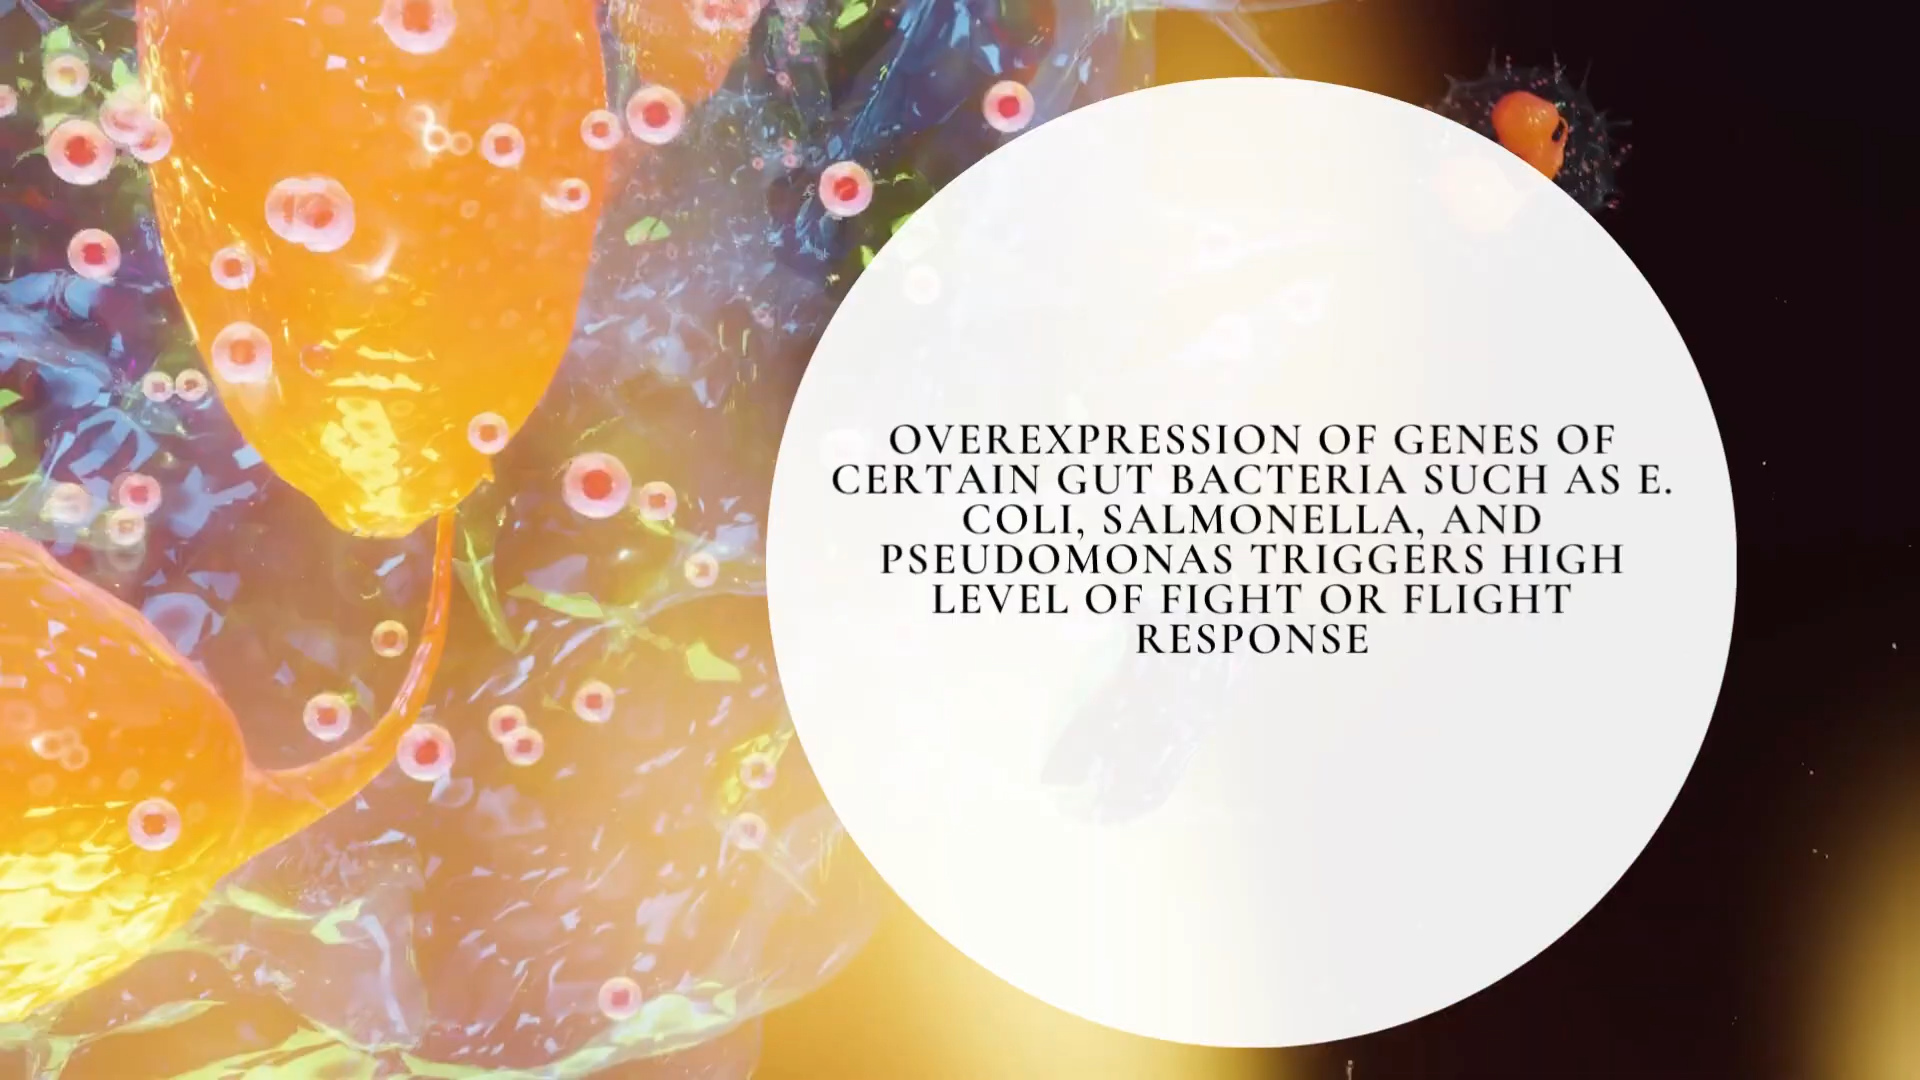 OVEREXPRESSION OF GENES OF
CERTAIN GUT BACTERIA SUCH AS E.
COLI, SALMONELLA, AND
PSEUDOMONAS TRIGGERS HIGH
LEVEL OF FIGHT OR FLIGHT
RESPONSE